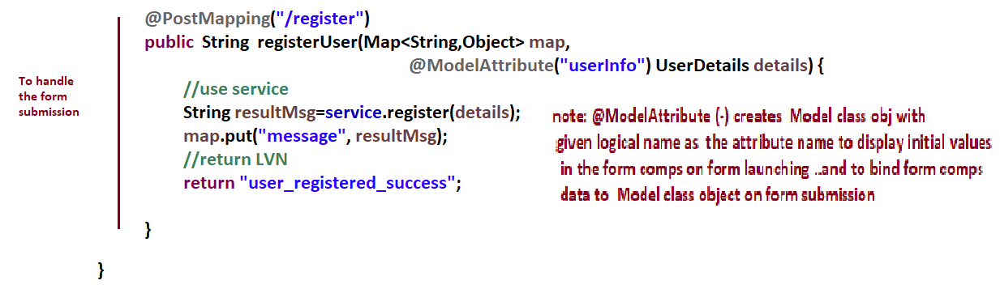 @PostMapping("/register")
public String registerUser(Map<String,Object> map,
@ModelAttribute("userInfo") UserDetails details) {
To handle
the form
submission
//use service
String resultMsg=service.register(details);
map.put("message", resultMsg);
//return LVN
return "user_registered_success";
note: @ModelAttribute (-) creates Model class obj with
given logical name as the attribute name to display initial values
in the form comps on form launching ..and to bind form comps
data to Model class object on form submission
}
}